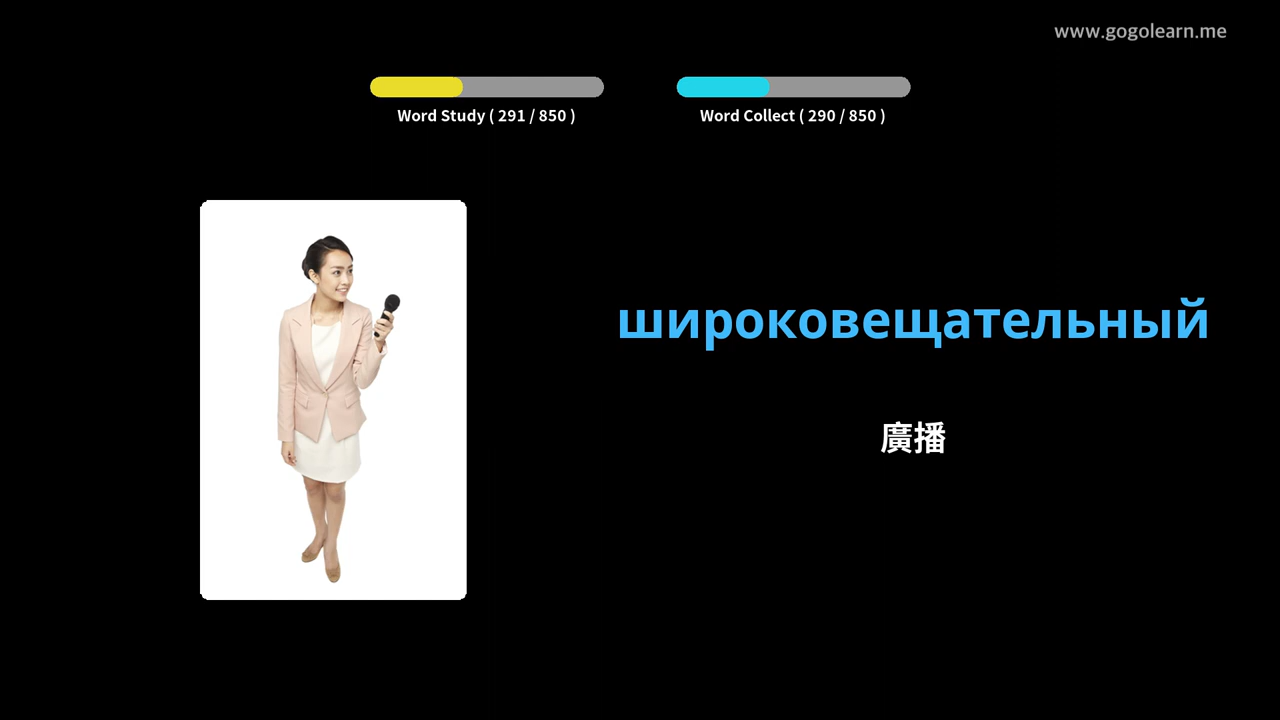 www.gogolearn.me
Word Study ( 291 / 850 )
Word Collect ( 290 / 850 )
широковещательный
廣播